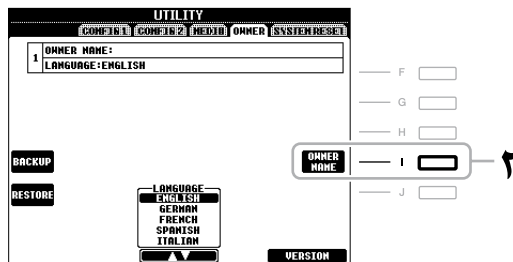 UTILITY
CONFIG 1 CONFIG 2 MEDIA OWNER SYSTEM RESET
1 OWNER NAME:
LANGUAGE:ENGLISH
F
G
H
BACKUP
OWNER NAME
I
٢
RESTORE
J
LANGUAGE
ENGLISH
GERMAN
FRENCH
SPANISH
ITALIAN
VERSION